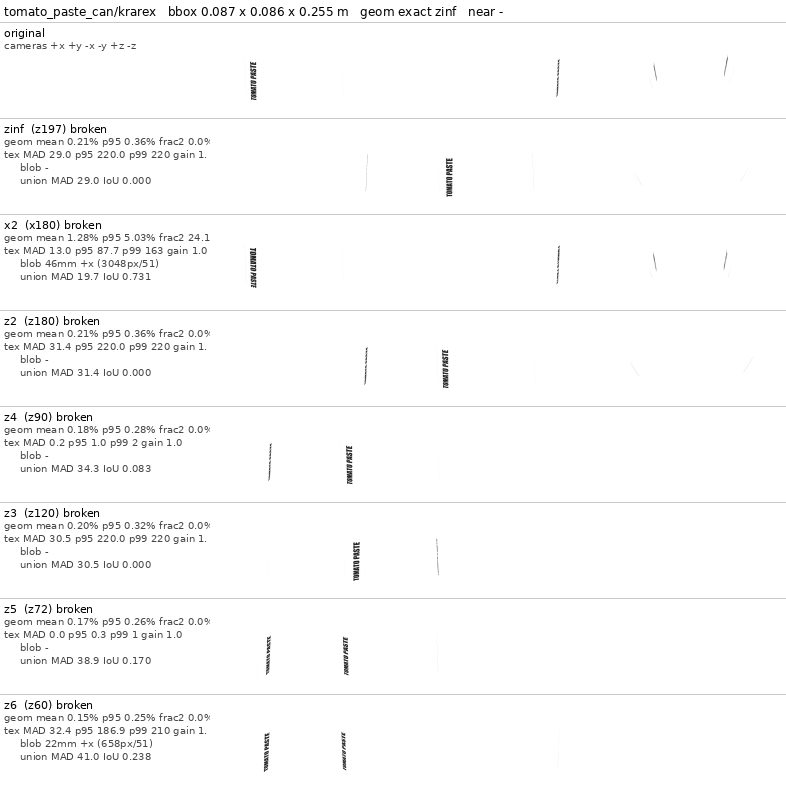 tomato_paste_can/krarex bbox 0.087 x 0.086 x 0.255 m geom exact zinf near -
original
cameras +x +y -x -y +z -z
TOMATO PASTE
zinf (z197) broken
geom mean 0.21% p95 0.36% frac2 0.0%
tex MAD 29.0 p95 220.0 p99 220 gain 1.
blob -
union MAD 29.0 IoU 0.000
TOMATO PASTE
x2 (x180) broken
geom mean 1.28% p95 5.03% frac2 24.1
tex MAD 13.0 p95 87.7 p99 163 gain 1.0
blob 46mm +x (3048px/51)
union MAD 19.7 IoU 0.731
TOMATO PASTE
z2 (z180) broken
geom mean 0.21% p95 0.36% frac2 0.0%
tex MAD 31.4 p95 220.0 p99 220 gain 1.
blob -
union MAD 31.4 IoU 0.000
TOMATO PASTE
z4 (z90) broken
geom mean 0.18% p95 0.28% frac2 0.0%
tex MAD 0.2 p95 1.0 p99 2 gain 1.0
blob -
union MAD 34.3 IoU 0.083
TOMATO PASTE
z3 (z120) broken
geom mean 0.20% p95 0.32% frac2 0.0%
tex MAD 30.5 p95 220.0 p99 220 gain 1.
blob -
union MAD 30.5 IoU 0.000
TOMATO PASTE
z5 (z72) broken
geom mean 0.17% p95 0.26% frac2 0.0%
tex MAD 0.0 p95 0.3 p99 1 gain 1.0
blob -
union MAD 38.9 IoU 0.170
TOMATO PASTE TOMATO PASTE
z6 (z60) broken
geom mean 0.15% p95 0.25% frac2 0.0%
tex MAD 32.4 p95 186.9 p99 210 gain 1.
blob 22mm +x (658px/51)
union MAD 41.0 IoU 0.238
TOMATO PASTE TOMATO PASTE